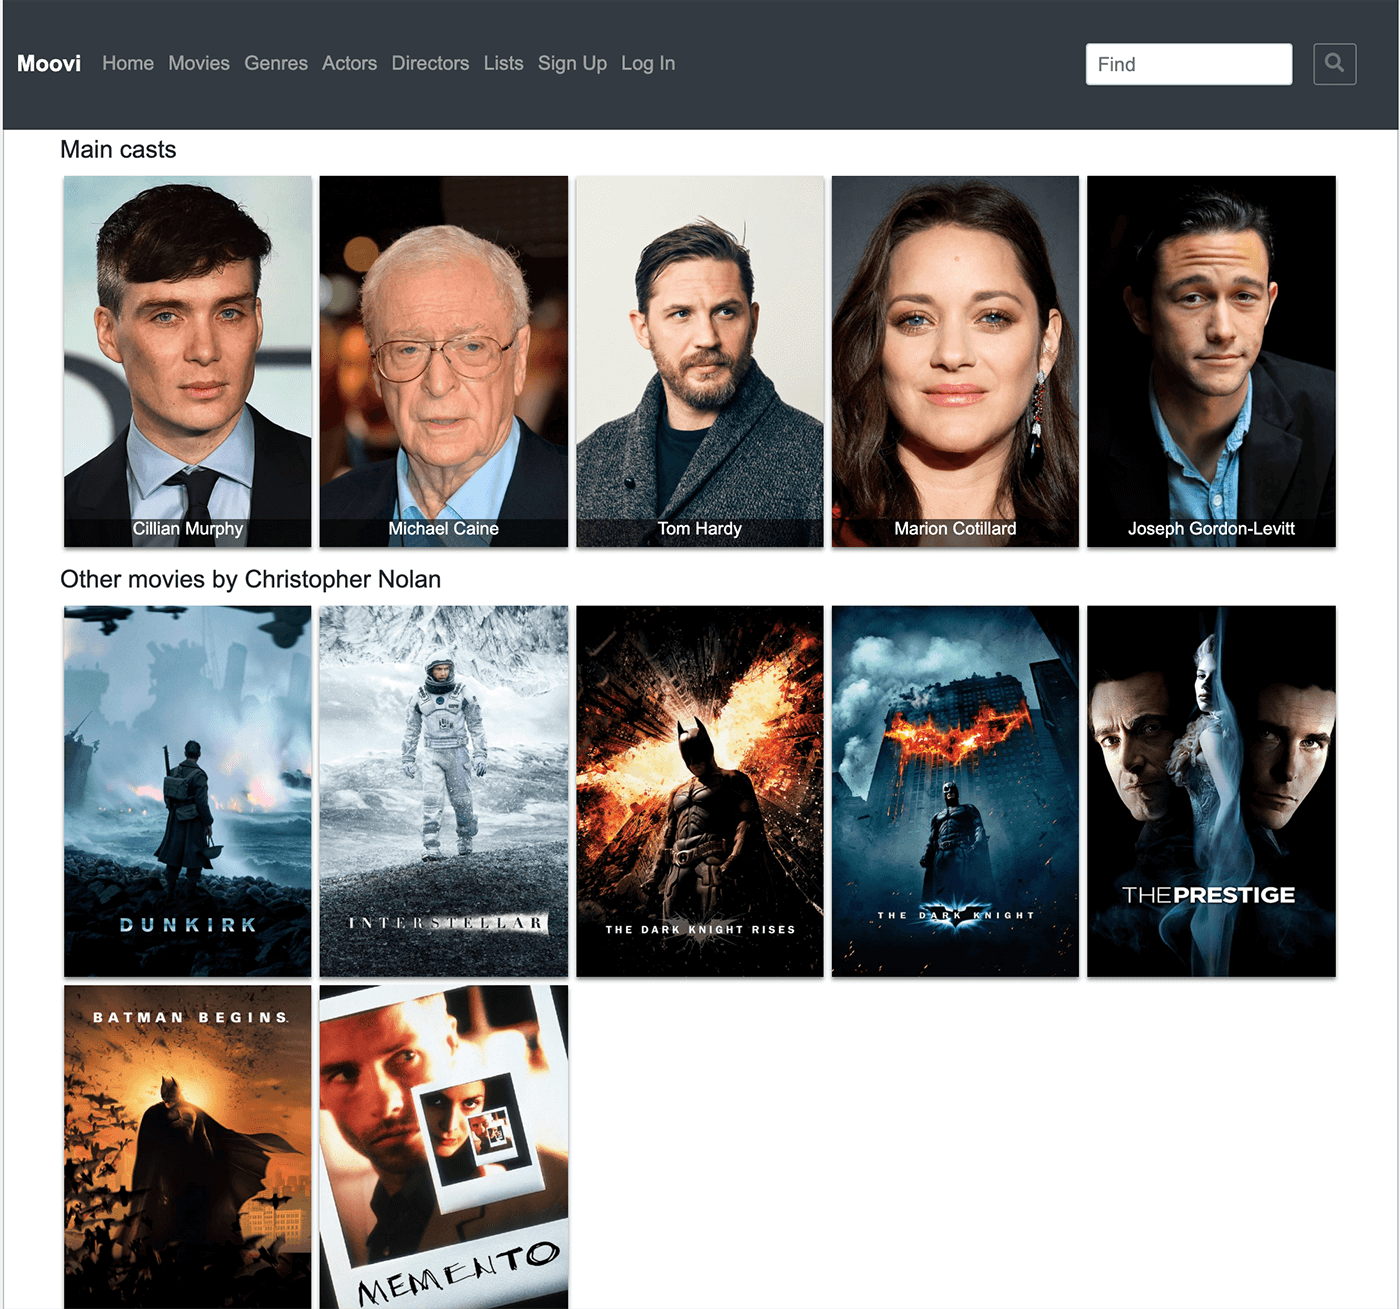 Moovi Home Movies Genres Actors Directors Lists Sign Up Log In Find
Main casts
Cillian Murphy
Michael Caine
Tom Hardy
Marion Cotillard
Joseph Gordon-Levitt
Other movies by Christopher Nolan
DUNKIRK
INTERSTELLAR
THE DARK KNIGHT RISES
THE DARK KNIGHT
THE PRESTIGE
BATMAN BEGINS
MEMENTO